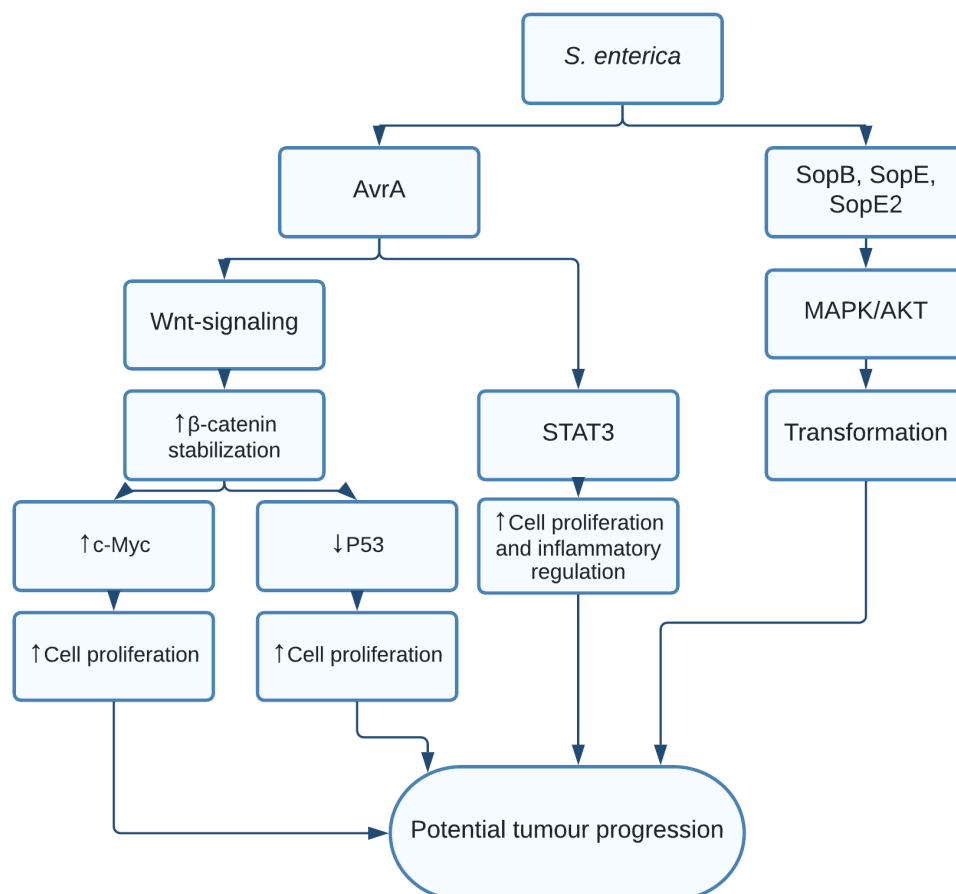 S. enterica
AvrA
SopB, SopE,
SopE2
Wnt-signaling
MAPK/AKT
↑β-catenin
stabilization
STAT3
Transformation
↑c-Myc
↓P53
↑Cell proliferation
and inflammatory
regulation
↑Cell proliferation
↑Cell proliferation
Potential tumour progression